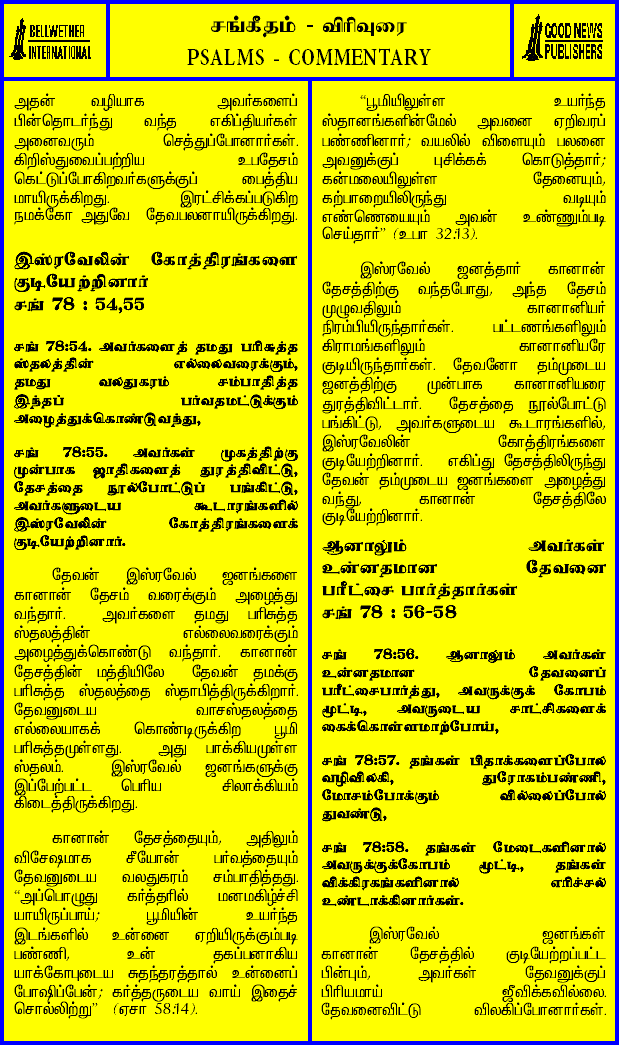 BELLWETHER
INTERNATIONAL
சங்கீதம் - விரிவுரை
PSALMS - COMMENTARY
GOOD NEWS
PUBLISHERS
அதன் வழியாக அவர்களைப்
பின்தொடர்ந்து வந்த எகிப்தியர்கள்
அனைவரும் செத்துப்போனார்கள்.
கிறிஸ்துவைப்பற்றிய உபதேசம்
கெட்டுப்போகிறவர்களுக்குப் பைத்திய
மாயிருக்கிறது. இரட்சிக்கப்படுகிற
நமக்கோ அதுவே தேவபலனாயிருக்கிறது.
இஸ்ரவேலின் கோத்திரங்களை
குடியேற்றினார்
சங் 78 : 54,55
சங் 78:54. அவர்களைத் தமது பரிசுத்த
ஸ்தலத்தின் எல்லைவரைக்கும்,
தமது வலதுகரம் சம்பாதித்த
இந்தப் பர்வதமட்டுக்கும்
அழைத்துக்கொண்டுவந்து,
சங் 78:55. அவர்கள் முகத்திற்கு
முன்பாக ஜாதிகளைத் துரத்திவிட்டு,
தேசத்தை நூல்போட்டுப் பங்கிட்டு,
அவர்களுடைய கூடாரங்களில்
இஸ்ரவேலின் கோத்திரங்களைக்
குடியேற்றினார்.
தேவன் இஸ்ரவேல் ஜனங்களை
கானான் தேசம் வரைக்கும் அழைத்து
வந்தார். அவர்களை தமது பரிசுத்த
ஸ்தலத்தின் எல்லைவரைக்கும்
அழைத்துக்கொண்டு வந்தார். கானான்
தேசத்தின் மத்தியிலே தேவன் தமக்கு
பரிசுத்த ஸ்தலத்தை ஸ்தாபித்திருக்கிறார்.
தேவனுடைய வாசஸ்தலத்தை
எல்லையாகக் கொண்டிருக்கிற பூமி
பரிசுத்தமுள்ளது. அது பாக்கியமுள்ள
ஸ்தலம். இஸ்ரவேல் ஜனங்களுக்கு
இப்பேற்பட்ட பெரிய சிலாக்கியம்
கிடைத்திருக்கிறது.
கானான் தேசத்தையும், அதிலும்
விசேஷமாக சீயோன் பர்வத்தையும்
தேவனுடைய வலதுகரம் சம்பாதித்தது.
“அப்பொழுது கர்த்தரில் மனமகிழ்ச்சி
யாயிருப்பாய்; பூமியின் உயர்ந்த
இடங்களில் உன்னை ஏறியிருக்கும்படி
பண்ணி, உன் தகப்பனாகிய
யாக்கோபுடைய சுதந்தரத்தால் உன்னைப்
போஷிப்பேன்; கர்த்தருடைய வாய் இதைச்
சொல்லிற்று” (ஏசா 58:14).
“பூமியிலுள்ள உயர்ந்த
ஸ்தானங்களின்மேல் அவனை ஏறிவரப்
பண்ணினார்; வயலில் விளையும் பலனை
அவனுக்குப் புசிக்கக் கொடுத்தார்;
கன்மலையிலுள்ள தேனையும்,
கற்பாறையிலிருந்து வடியும்
எண்ணெயையும் அவன் உண்ணும்படி
செய்தார்” (உபா 32:13).
இஸ்ரவேல் ஜனத்தார் கானான்
தேசத்திற்கு வந்தபோது, அந்த தேசம்
முழுவதிலும் கானானியர்
நிரம்பியிருந்தார்கள். பட்டணங்களிலும்
கிராமங்களிலும் கானானியரே
குடியிருந்தார்கள். தேவனோ தம்முடைய
ஜனத்திற்கு முன்பாக கானானியரை
துரத்திவிட்டார். தேசத்தை நூல்போட்டு
பங்கிட்டு, அவர்களுடைய கூடாரங்களில்,
இஸ்ரவேலின் கோத்திரங்களை
குடியேற்றினார். எகிப்து தேசத்திலிருந்து
தேவன் தம்முடைய ஜனங்களை அழைத்து
வந்து, கானான் தேசத்திலே
குடியேற்றினார்.
ஆனாலும் அவர்கள்
உன்னதமான தேவனை
பரீட்சை பார்த்தார்கள்
சங் 78 : 56-58
சங் 78:56. ஆனாலும் அவர்கள்
உன்னதமான தேவனைப்
பரீட்சைபார்த்து, அவருக்குக் கோபம்
மூட்டி, அவருடைய சாட்சிகளைக்
கைக்கொள்ளமாற்போய்,
சங் 78:57. தங்கள் பிதாக்களைப்போல
வழிவிலகி, துரோகம்பண்ணி,
மோசம்போக்கும் வில்லைப்போல்
துவண்டு,
சங் 78:58. தங்கள் மேடைகளினால்
அவருக்குக்கோபம் மூட்டி, தங்கள்
விக்கிரகங்களினால் எரிச்சல்
உண்டாக்கினார்கள்.
இஸ்ரவேல் ஜனங்கள்
கானான் தேசத்தில் குடியேற்றப்பட்ட
பின்பும், அவர்கள் தேவனுக்குப்
பிரியமாய் ஜீவிக்கவில்லை.
தேவனைவிட்டு விலகிப்போனார்கள்.